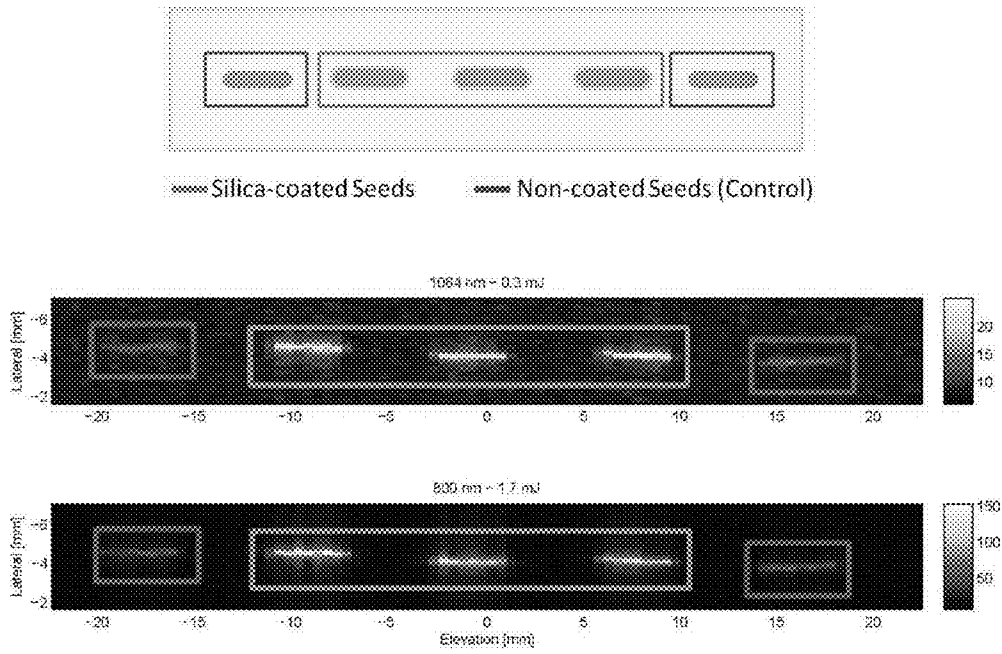 Silica-coated Seeds Non-coated Seeds (Control)
1064 nm - 0.3 mJ
Lateral [mm]
-6
-4
-2
20
15
10
-20 -15 -10 -5 0 5 10 15 20
800 nm - 1.7 mJ
Lateral [mm]
-6
-4
-2
150
100
50
-20 -15 -10 -5 0 5 10 15 20
Elevation [mm]